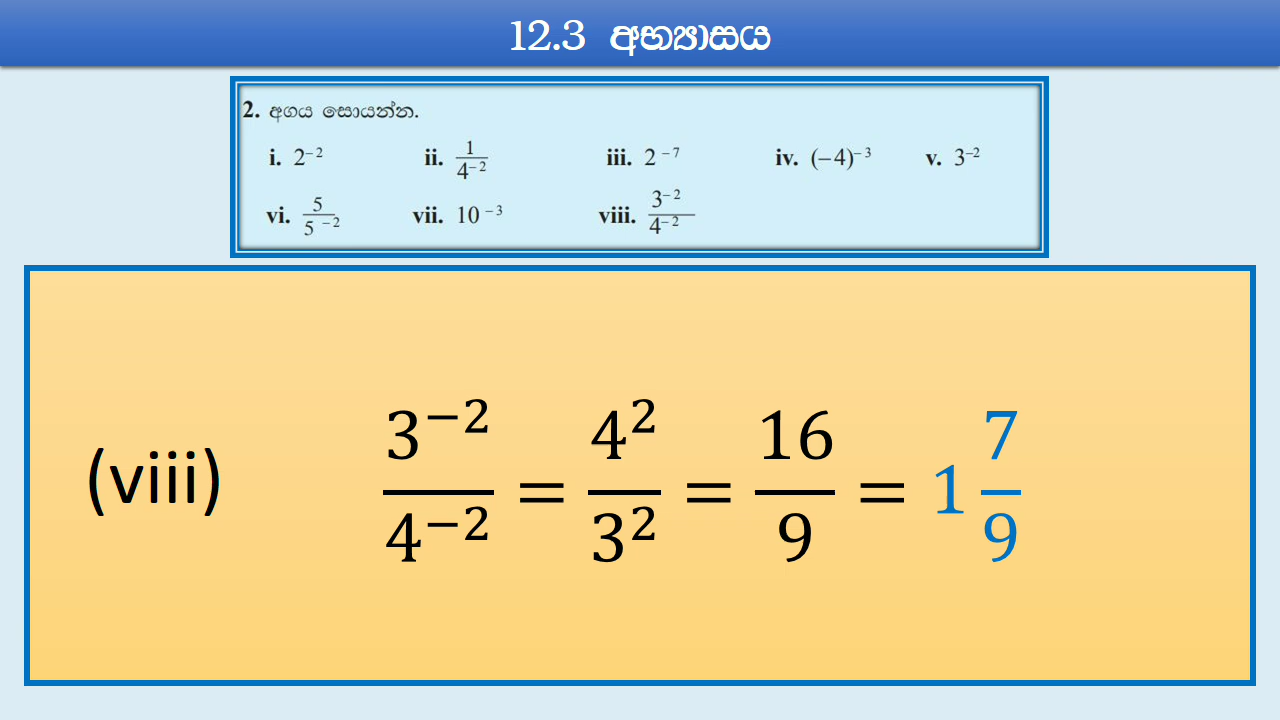 12.3 අභ්‍යාසය
2. අගය සොයන්න.
i. 2⁻² ii. 1/4⁻² iii. 2⁻⁷ iv. (−4)⁻³ v. 3⁻²
vi. 5/5⁻² vii. 10⁻³ viii. 3⁻²/4⁻²
(viii) 3⁻²/4⁻² = 4²/3² = 16/9 = 1 7/9